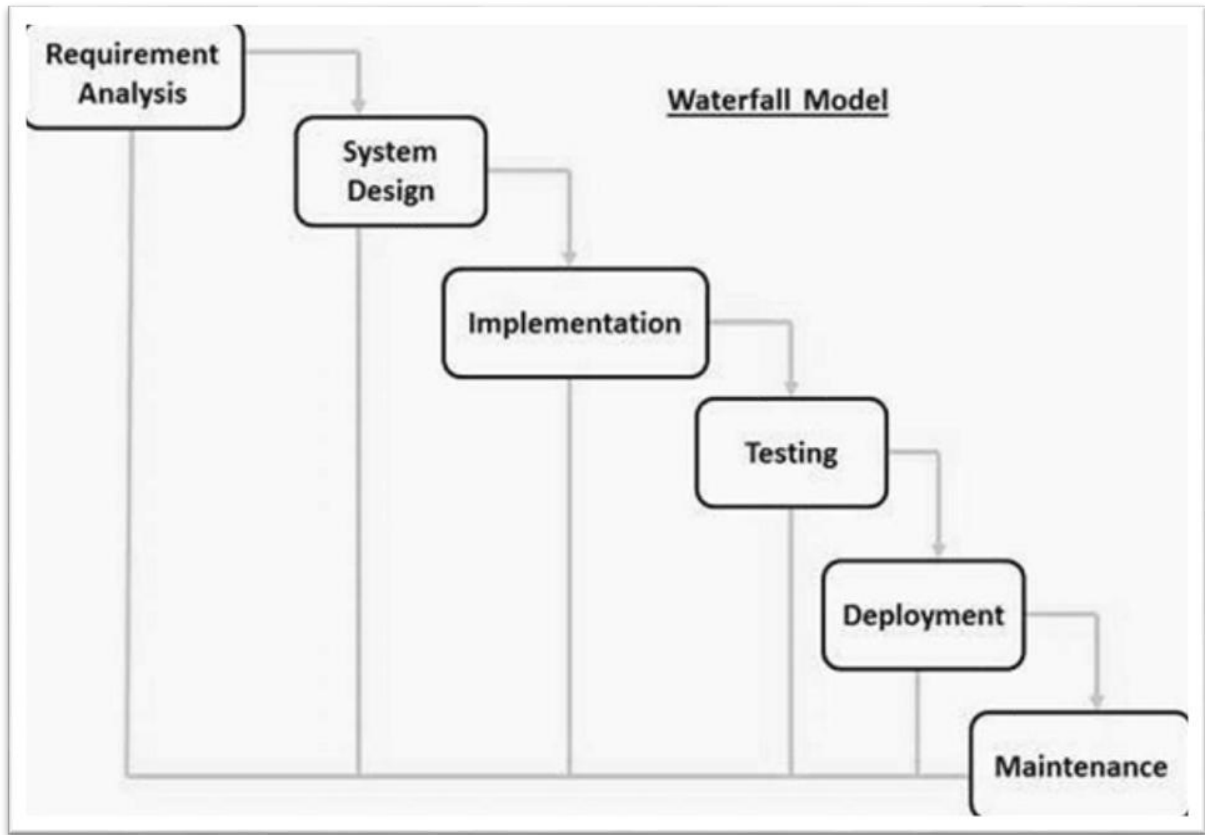 Requirement
Analysis
Waterfall Model
System
Design
Implementation
Testing
Deployment
Maintenance